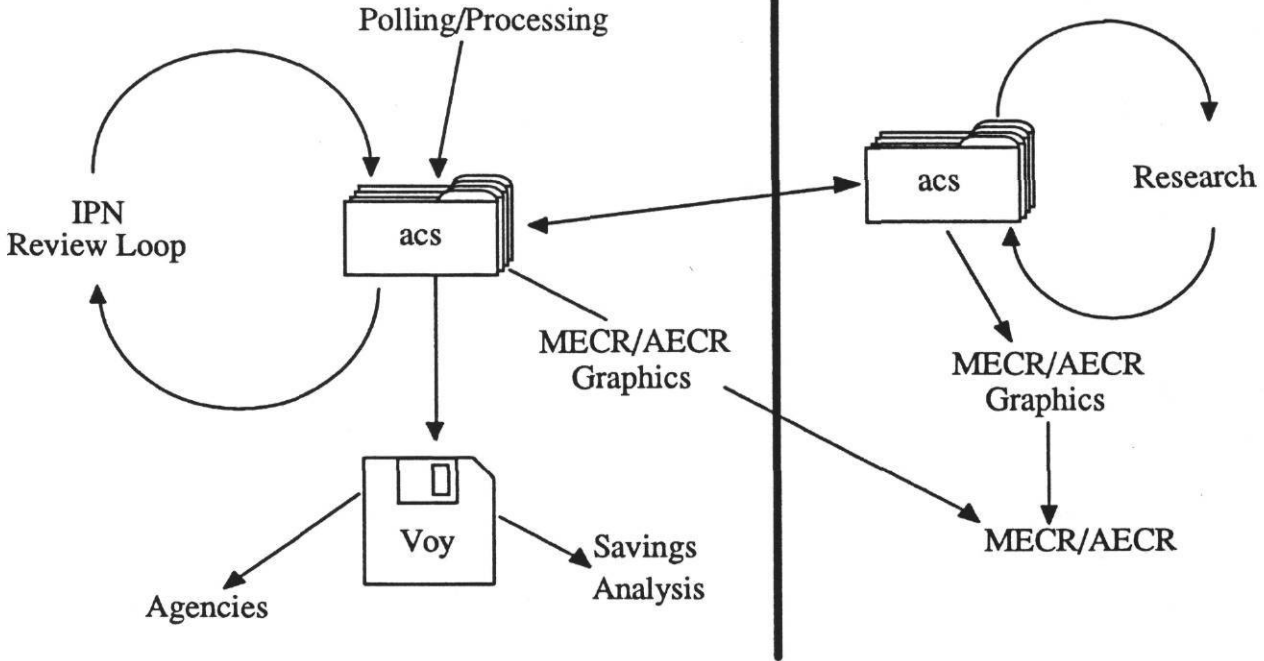 Polling/Processing
IPN
Review Loop
acs
MECR/AECR
Graphics
Voy
Agencies
Savings
Analysis
acs
Research
MECR/AECR
Graphics
MECR/AECR